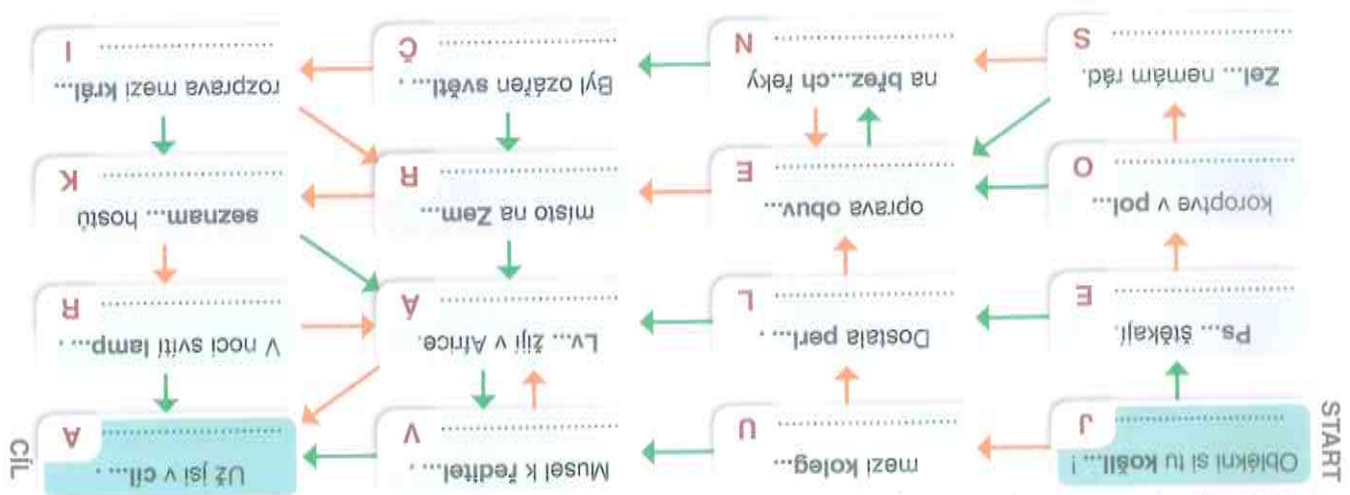 START
Oblékni si tu košil... !
J
mezi koleg...
U
Musel k ředitel... .
V
Už jsi v cíl... .
A
CÍL
Ps... štěkají.
E
Dostala perl... .
L
Lv... žijí v Africe.
Á
V noci svítí lamp... .
R
koroptve v pol...
O
oprava obuv...
E
místo na Zem...
R
seznam... hostů
K
Zel... nemám rád.
S
na břez...ch řeky
N
Byl ozářen světl... .
Č
rozprava mezi král...
I